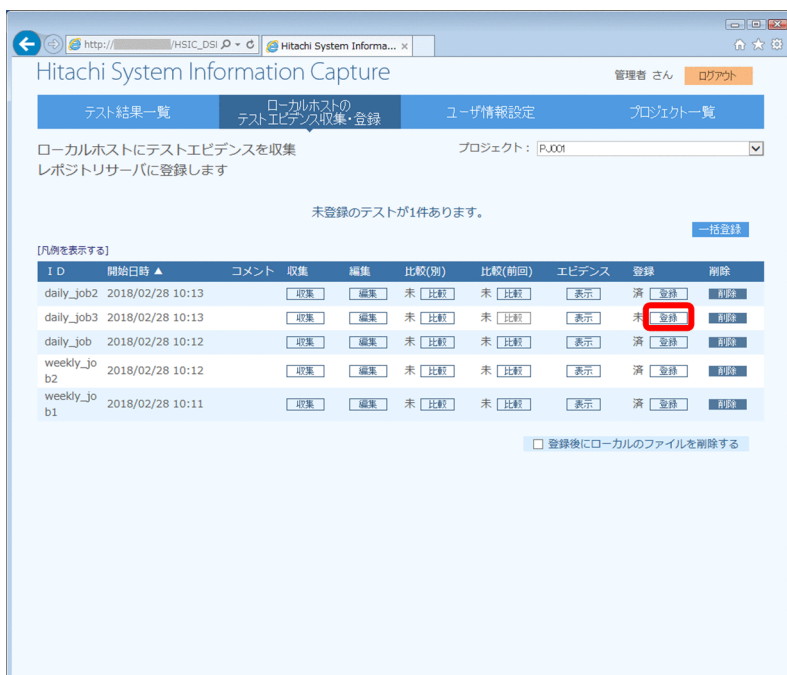 http://
/HSIC_DSI
Hitachi System Informa... ×
Hitachi System Information Capture
管理者 さん
ログアウト
テスト結果一覧
ローカルホストの
テストエビデンス収集・登録
ユーザ情報設定
プロジェクト一覧
ローカルホストにテストエビデンスを収集
レポジトリサーバに登録します
プロジェクト： PJ001
未登録のテストが1件あります。
一括登録
[凡例を表示する]
ID 開始日時 ▲ コメント 収集 編集 比較(別) 比較(前回) エビデンス 登録 削除
daily_job2 2018/02/28 10:13 収集 編集 未 比較 未 比較 表示 済 登録 削除
daily_job3 2018/02/28 10:13 収集 編集 未 比較 未 比較 表示 未 登録 削除
daily_job 2018/02/28 10:12 収集 編集 未 比較 未 比較 表示 済 登録 削除
weekly_jo
b2 2018/02/28 10:12 収集 編集 未 比較 未 比較 表示 済 登録 削除
weekly_jo
b1 2018/02/28 10:11 収集 編集 未 比較 未 比較 表示 済 登録 削除
登録後にローカルのファイルを削除する